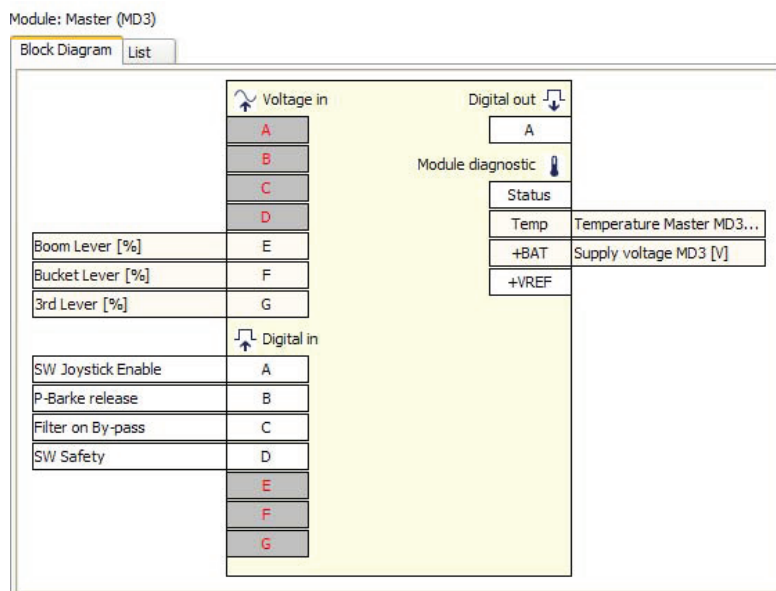 Module: Master (MD3)
Block Diagram List
Voltage in
A
B
C
D
Boom Lever [%] E
Bucket Lever [%] F
3rd Lever [%] G
Digital in
SW Joystick Enable A
P-Barke release B
Filter on By-pass C
SW Safety D
E
F
G
Digital out
A
Module diagnostic
Status
Temp Temperature Master MD3...
+BAT Supply voltage MD3 [V]
+VREF